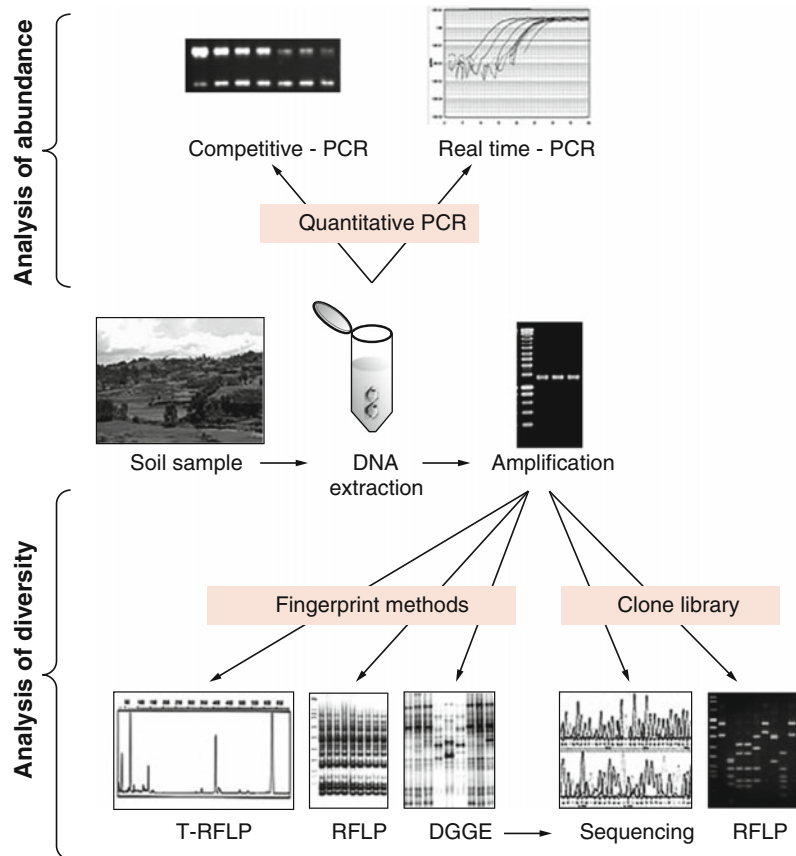 Analysis of abundance
Competitive - PCR
Real time - PCR
Quantitative PCR
Soil sample
DNA
extraction
Amplification
Analysis of diversity
Fingerprint methods
Clone library
T-RFLP
RFLP
DGGE
Sequencing
RFLP